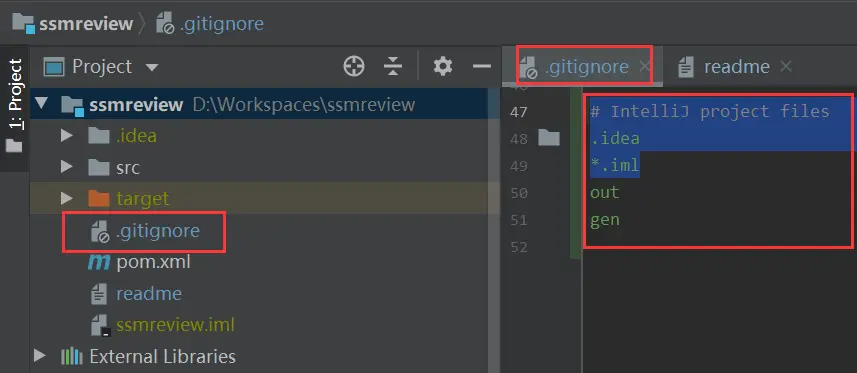 ssmreview .gitignore
1: Project
Project
ssmreview D:\Workspaces\ssmreview
.idea
src
target
.gitignore
pom.xml
readme
ssmreview.iml
External Libraries
.gitignore readme
47 # IntelliJ project files
48 .idea
49 *.iml
50 out
51 gen
52